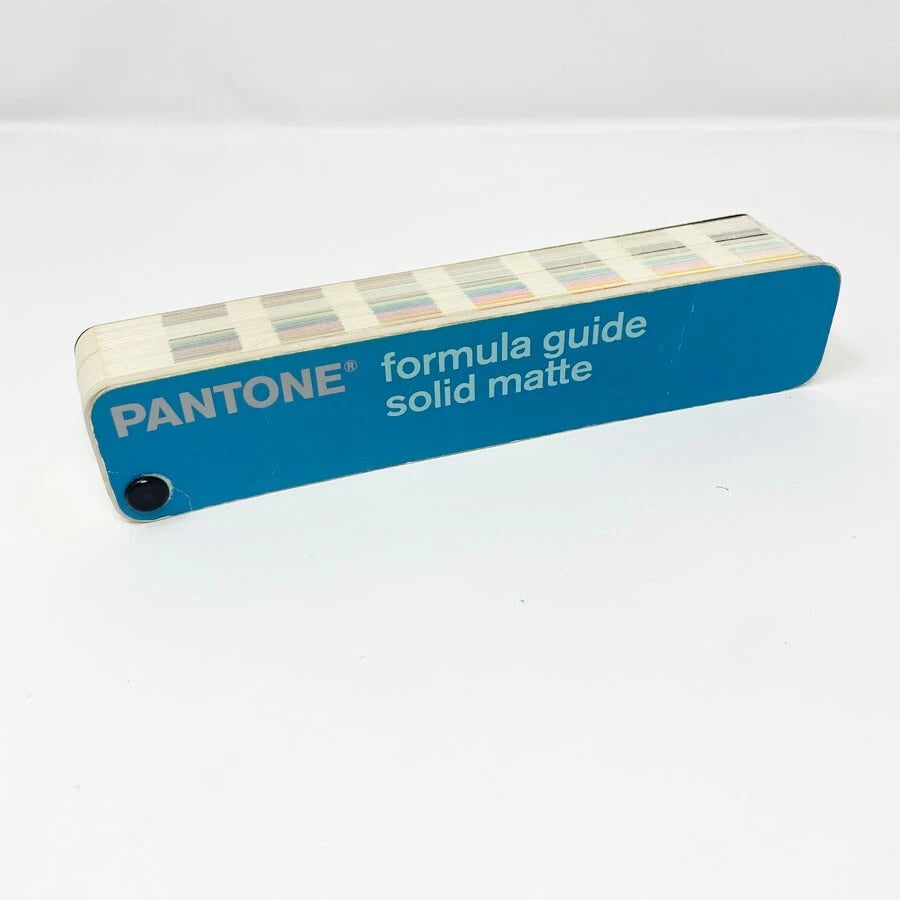 PANTONE®
formula guide
solid matte